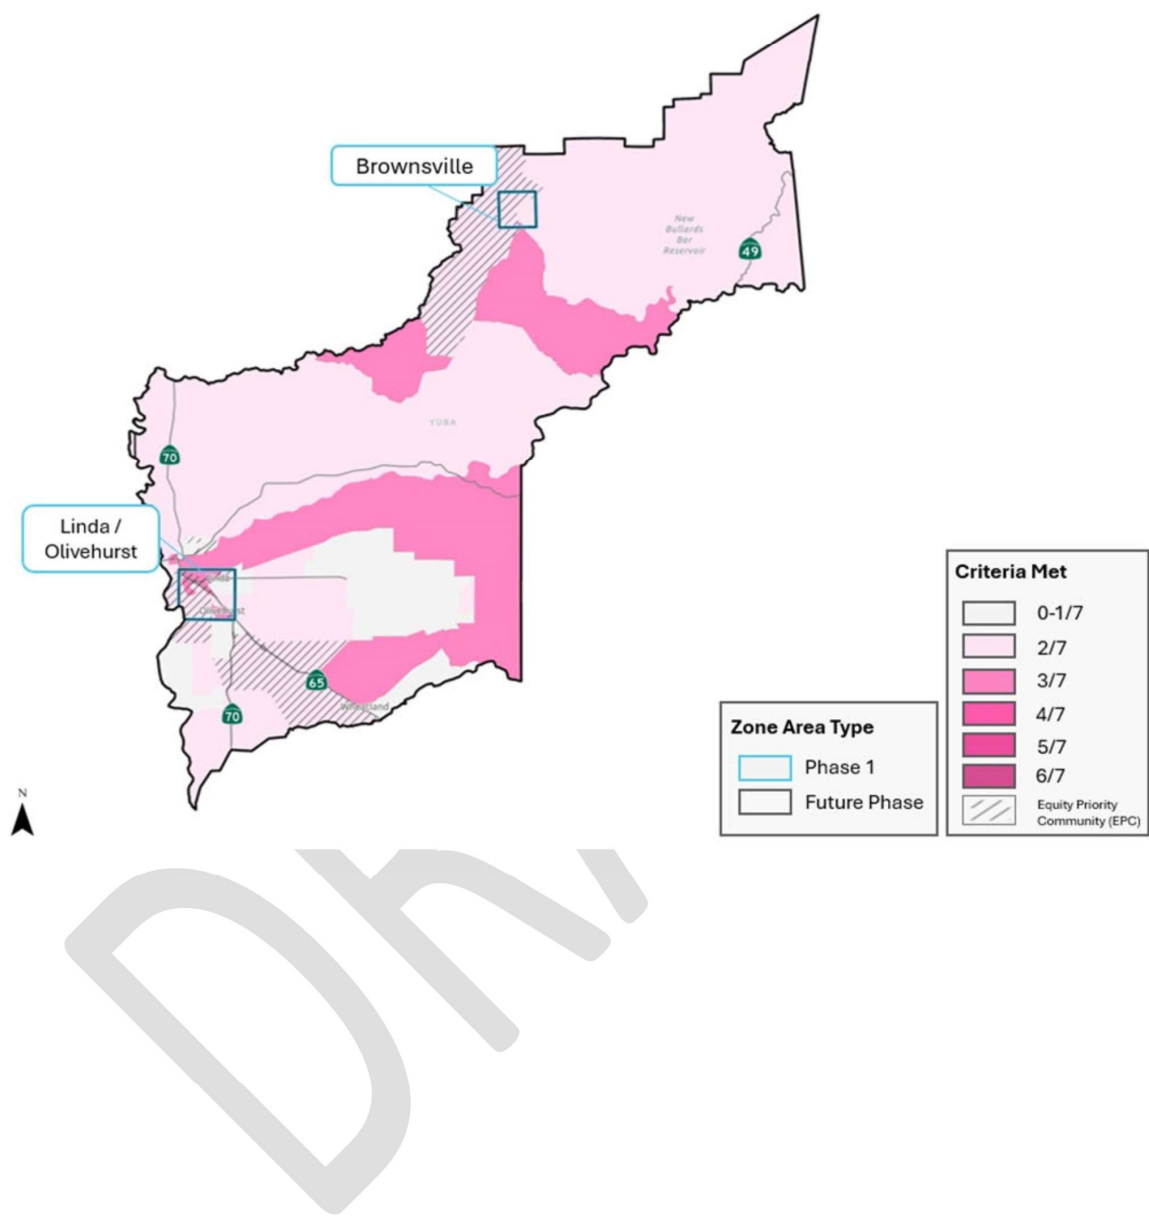 Brownsville
New
Bullards
Bar
Reservoir
49
YUBA
70
Linda /
Olivehurst
Olivehurst
65
70
Wheatland
N
Zone Area Type
Phase 1
Future Phase
Criteria Met
0-1/7
2/7
3/7
4/7
5/7
6/7
Equity Priority
Community (EPC)